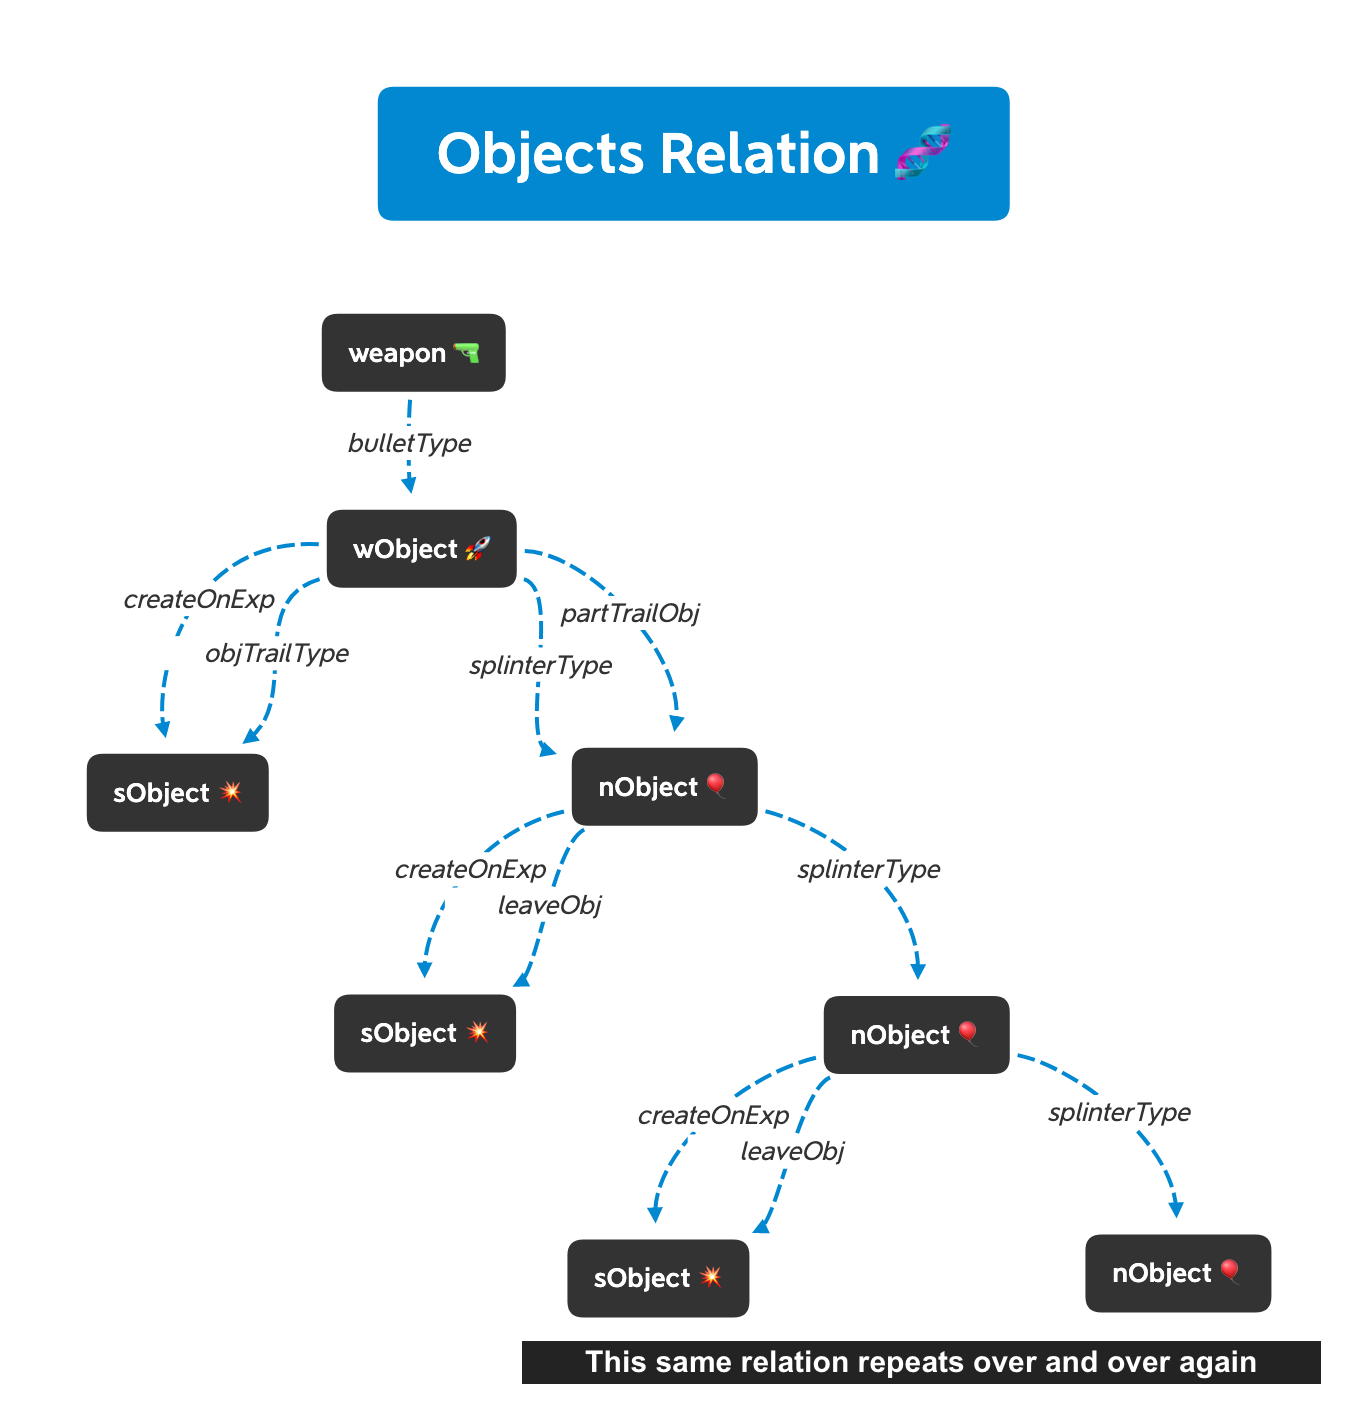 Objects Relation 🧬
weapon 🔫
bulletType
wObject 🚀
createOnExp
partTrailObj
objTrailType
splinterType
nObject 🎈
sObject 💥
createOnExp
splinterType
leaveObj
sObject 💥
nObject 🎈
createOnExp
splinterType
leaveObj
nObject 🎈
sObject 💥
This same relation repeats over and over again